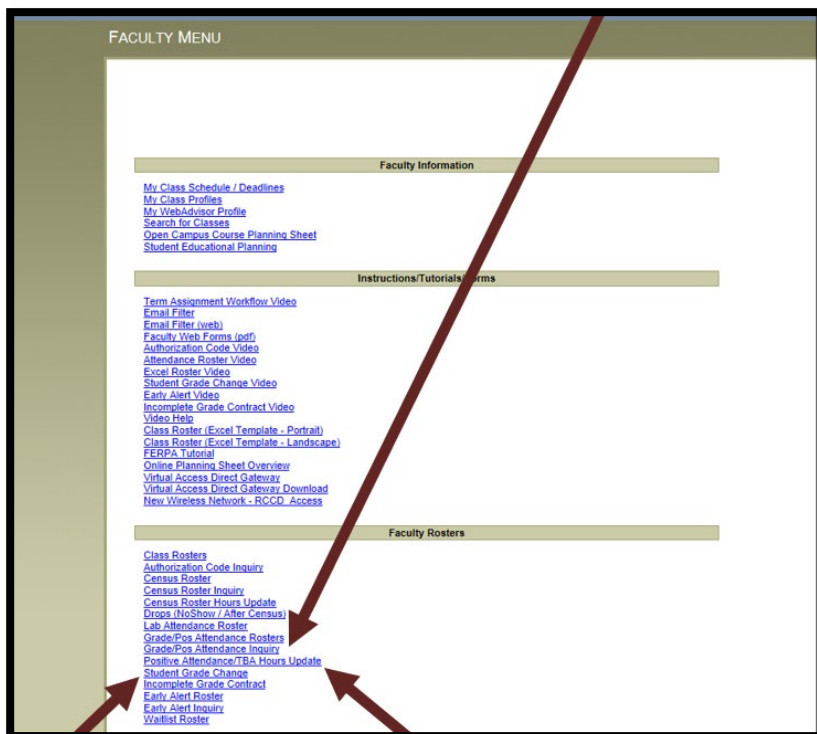 FACULTY MENU
Faculty Information
My Class Schedule / Deadlines
My Class Profiles
My WebAdvisor Profile
Search for Classes
Open Campus Course Planning Sheet
Student Educational Planning
Instructions/Tutorials/Forms
Term Assignment Workflow Video
Email Filter
Email Filter (web)
Faculty Web Forms (pdf)
Authorization Code Video
Attendance Roster Video
Excel Roster Video
Student Grade Change Video
Early Alert Video
Incomplete Grade Contract Video
Video Help
Class Roster (Excel Template - Portrait)
Class Roster (Excel Template - Landscape)
FERPA Tutorial
Online Planning Sheet Overview
Virtual Access Direct Gateway
Virtual Access Direct Gateway Download
New Wireless Network - RCCD_Access
Faculty Rosters
Class Rosters
Authorization Code Inquiry
Census Roster
Census Roster Inquiry
Census Roster Hours Update
Drops (NoShow / After Census)
Lab Attendance Roster
Grade/Pos Attendance Rosters
Grade/Pos Attendance Inquiry
Positive Attendance/TBA Hours Update
Student Grade Change
Incomplete Grade Contract
Early Alert Roster
Early Alert Inquiry
Waitlist Roster